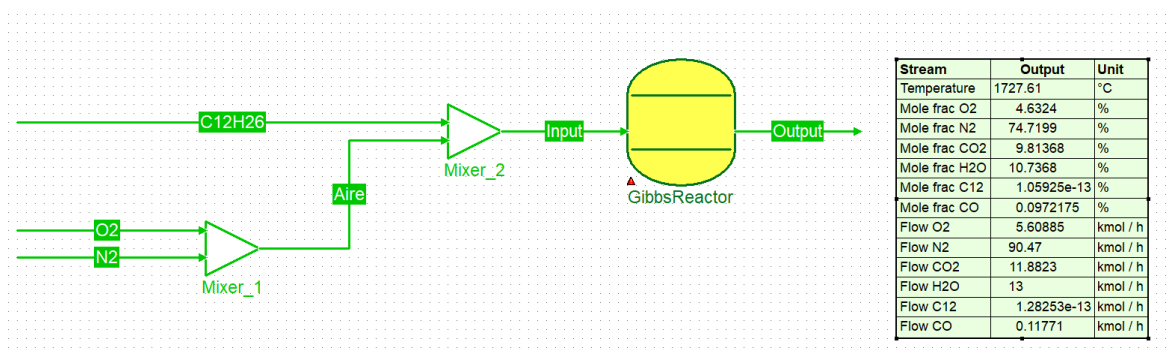 C12H26
Input
Output
Mixer_2
Aire
GibbsReactor
O2
N2
Mixer_1
Stream Output Unit
Temperature 1727.61 °C
Mole frac O2 4.6324 %
Mole frac N2 74.7199 %
Mole frac CO2 9.81368 %
Mole frac H2O 10.7368 %
Mole frac C12 1.05925e-13 %
Mole frac CO 0.0972175 %
Flow O2 5.60885 kmol / h
Flow N2 90.47 kmol / h
Flow CO2 11.8823 kmol / h
Flow H2O 13 kmol / h
Flow C12 1.28253e-13 kmol / h
Flow CO 0.11771 kmol / h